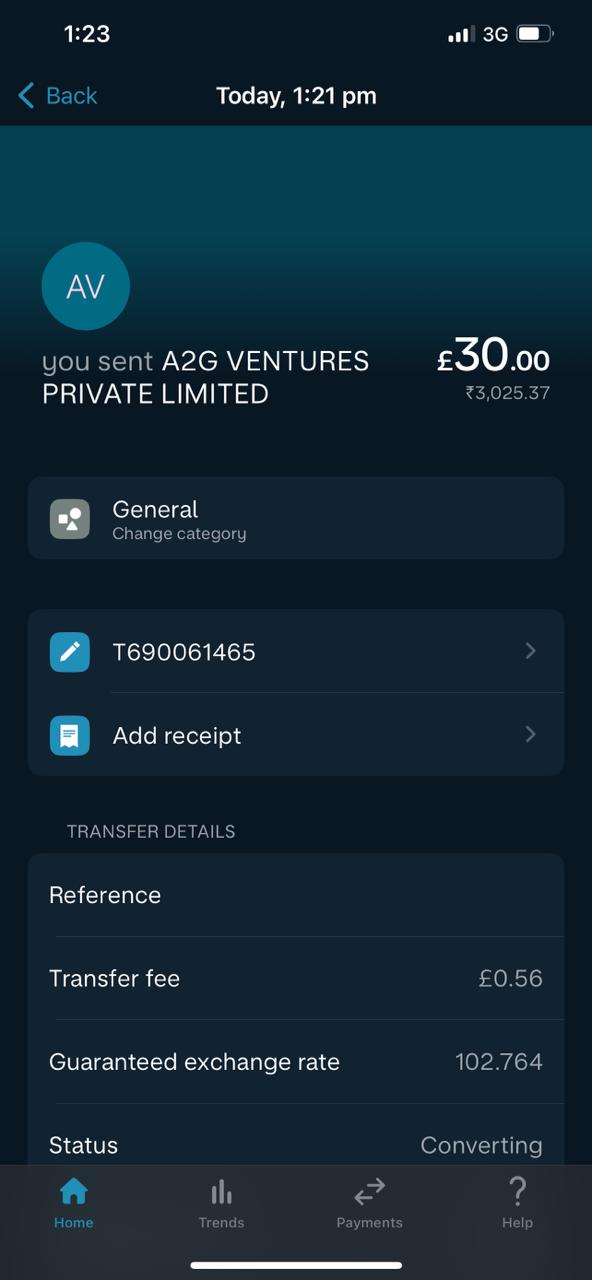 1:23
3G
Back
Today, 1:21 pm
AV
you sent A2G VENTURES
PRIVATE LIMITED
£30.00
₹3,025.37
General
Change category
T690061465
Add receipt
TRANSFER DETAILS
Reference
Transfer fee £0.56
Guaranteed exchange rate 102.764
Status Converting
Home Trends Payments Help